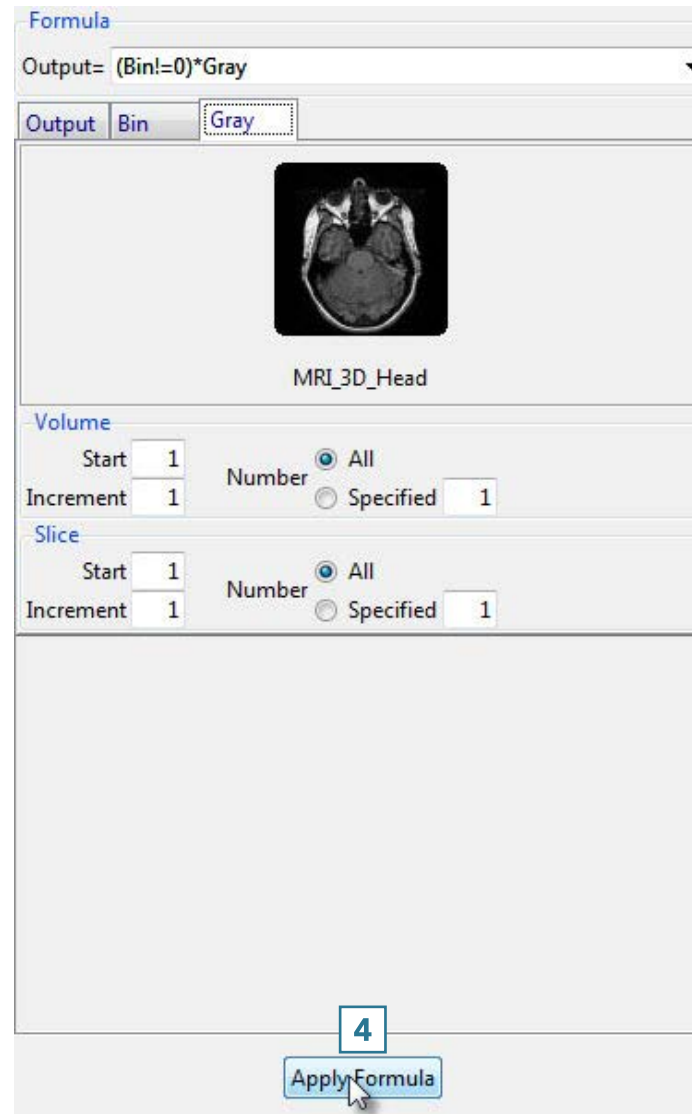 Formula
Output= (Bin!=0)*Gray
Output Bin Gray
MRI_3D_Head
Volume
Start 1 Number All
Increment 1 Specified 1
Slice
Start 1 Number All
Increment 1 Specified 1
4
Apply Formula